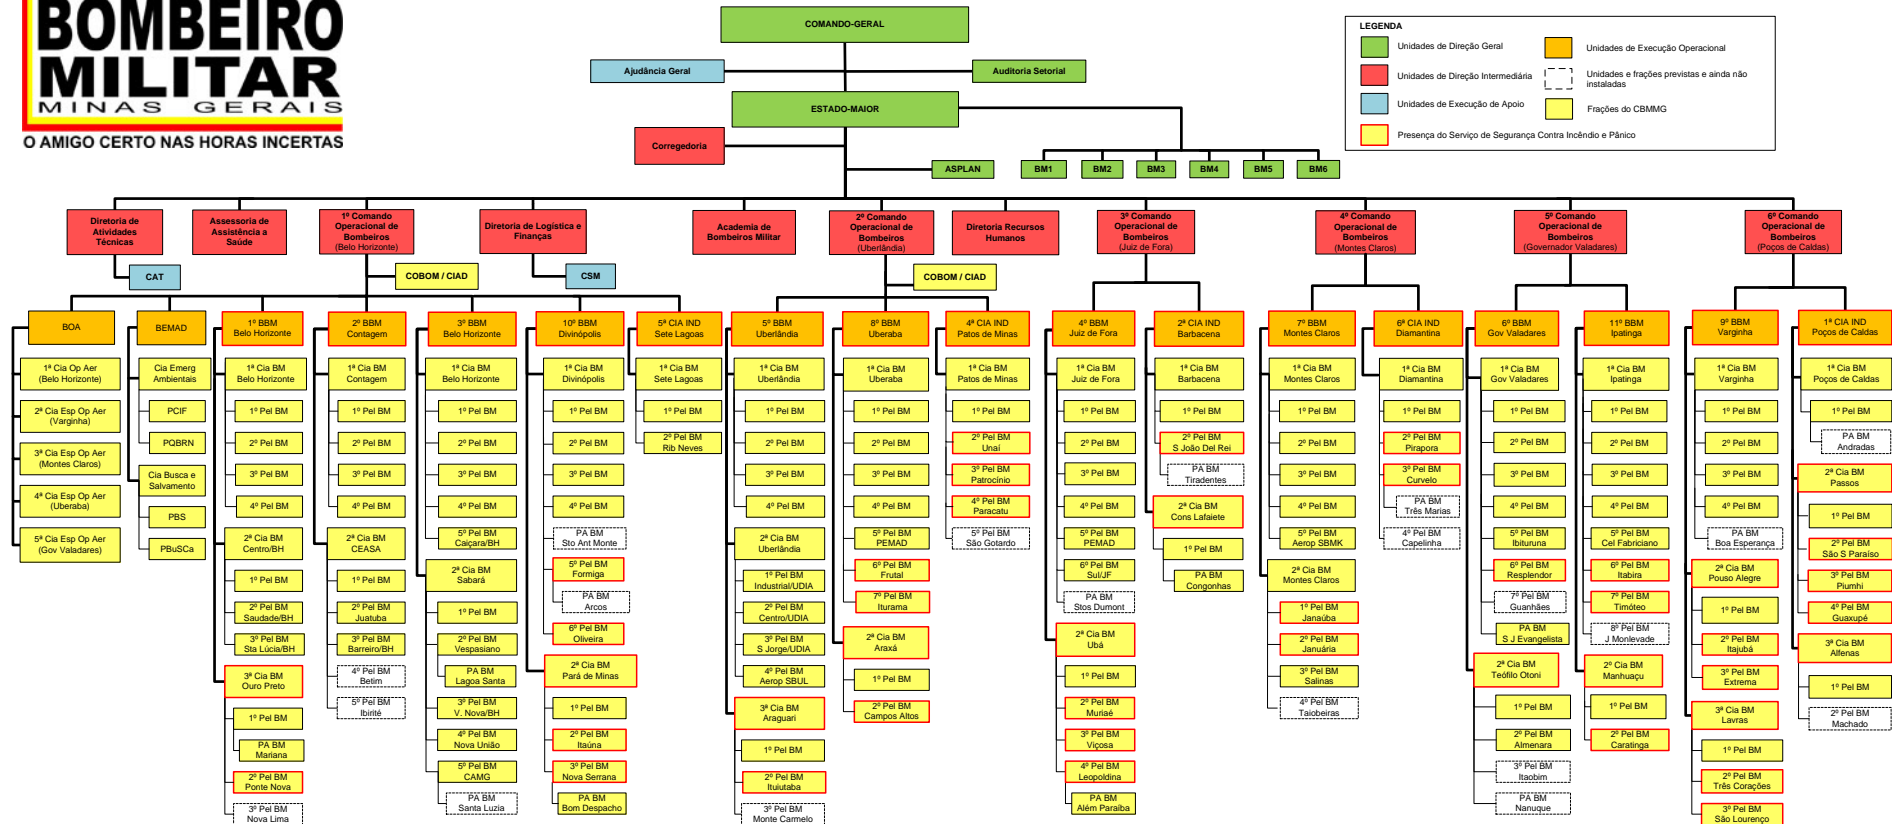 BOMBEIRO
MILITAR
MINAS GERAIS
O AMIGO CERTO NAS HORAS INCERTAS
COMANDO-GERAL
Ajudância Geral
Auditoria Setorial
ESTADO-MAIOR
Corregedoria
ASPLAN
BM1
BM2
BM3
BM4
BM5
BM6
LEGENDA
Unidades de Direção Geral
Unidades de Execução Operacional
Unidades de Direção Intermediária
Unidades e frações previstas e ainda não
instaladas
Unidades de Execução de Apoio
Frações do CBMMG
Presença do Serviço de Segurança Contra Incêndio e Pânico
Diretoria de
Atividades
Técnicas
Assessoria de
Assistência a
Saúde
1º Comando
Operacional de
Bombeiros
(Belo Horizonte)
Diretoria de Logística e
Finanças
Academia de
Bombeiros Militar
2º Comando
Operacional de
Bombeiros
(Uberlândia)
Diretoria Recursos
Humanos
3º Comando
Operacional de
Bombeiros
(Juiz de Fora)
4º Comando
Operacional de
Bombeiros
(Montes Claros)
5º Comando
Operacional de
Bombeiros
(Governador Valadares)
6º Comando
Operacional de
Bombeiros
(Poços de Caldas)
CAT
COBOM / CIAD
CSM
COBOM / CIAD
BOA
1ª Cia Op Aer
(Belo Horizonte)
2ª Cia Esp Op Aer
(Varginha)
3ª Cia Esp Op Aer
(Montes Claros)
4ª Cia Esp Op Aer
(Uberaba)
5ª Cia Esp Op Aer
(Gov Valadares)
BEMAD
Cia Emerg
Ambientais
PCIF
PQBRN
Cia Busca e
Salvamento
PBS
PBuSCa
1º BBM
Belo Horizonte
1ª Cia BM
Belo Horizonte
1º Pel BM
2º Pel BM
3º Pel BM
4º Pel BM
2ª Cia BM
Centro/BH
1º Pel BM
2º Pel BM
Saudade/BH
3º Pel BM
Sta Lúcia/BH
3ª Cia BM
Ouro Preto
1º Pel BM
PA BM
Mariana
2º Pel BM
Ponte Nova
3º Pel BM
Nova Lima
2º BBM
Contagem
1ª Cia BM
Contagem
1º Pel BM
2º Pel BM
3º Pel BM
4º Pel BM
2ª Cia BM
CEASA
1º Pel BM
2º Pel BM
Juatuba
3º Pel BM
Barreiro/BH
4º Pel BM
Betim
5º Pel BM
Ibirité
3º BBM
Belo Horizonte
1ª Cia BM
Belo Horizonte
1º Pel BM
2º Pel BM
3º Pel BM
4º Pel BM
5º Pel BM
Caiçara/BH
2ª Cia BM
Sabará
1º Pel BM
2º Pel BM
Vespasiano
PA BM
Lagoa Santa
3º Pel BM
V. Nova/BH
4º Pel BM
Nova União
5º Pel BM
CAMG
PA BM
Santa Luzia
10º BBM
Divinópolis
1ª Cia BM
Divinópolis
1º Pel BM
2º Pel BM
3º Pel BM
4º Pel BM
PA BM
Sto Ant Monte
5º Pel BM
Formiga
PA BM
Arcos
6º Pel BM
Oliveira
2ª Cia BM
Pará de Minas
1º Pel BM
2º Pel BM
Itaúna
3º Pel BM
Nova Serrana
PA BM
Bom Despacho
5ª CIA IND
Sete Lagoas
1ª Cia BM
Sete Lagoas
1º Pel BM
2º Pel BM
Rib Neves
5º BBM
Uberlândia
1ª Cia BM
Uberlândia
1º Pel BM
2º Pel BM
3º Pel BM
4º Pel BM
2ª Cia BM
Uberlândia
1º Pel BM
Industrial/UDIA
2º Pel BM
Centro/UDIA
3º Pel BM
S Jorge/UDIA
4º Pel BM
Aerop SBUL
3ª Cia BM
Araguari
1º Pel BM
2º Pel BM
Ituiutaba
3º Pel BM
Monte Carmelo
8º BBM
Uberaba
1ª Cia BM
Uberaba
1º Pel BM
2º Pel BM
3º Pel BM
4º Pel BM
5º Pel BM
PEMAD
6º Pel BM
Frutal
7º Pel BM
Iturama
2ª Cia BM
Araxá
1º Pel BM
2º Pel BM
Campos Altos
4ª CIA IND
Patos de Minas
1ª Cia BM
Patos de Minas
1º Pel BM
2º Pel BM
Unaí
3º Pel BM
Patrocínio
4º Pel BM
Paracatu
5º Pel BM
São Gotardo
4º BBM
Juiz de Fora
1ª Cia BM
Juiz de Fora
1º Pel BM
2º Pel BM
3º Pel BM
4º Pel BM
5º Pel BM
PEMAD
6º Pel BM
Sul/JF
PA BM
Stos Dumont
2ª Cia BM
Ubá
1º Pel BM
2º Pel BM
Muriaé
3º Pel BM
Viçosa
4º Pel BM
Leopoldina
PA BM
Além Paraíba
2ª CIA IND
Barbacena
1ª Cia BM
Barbacena
1º Pel BM
2º Pel BM
S João Del Rei
PA BM
Tiradentes
2ª Cia BM
Cons Lafaiete
1º Pel BM
PA BM
Congonhas
7º BBM
Montes Claros
1ª Cia BM
Montes Claros
1º Pel BM
2º Pel BM
3º Pel BM
4º Pel BM
5º Pel BM
Aerop SBMK
2ª Cia BM
Montes Claros
1º Pel BM
Janaúba
2º Pel BM
Januária
3º Pel BM
Salinas
4º Pel BM
Taiobeiras
6ª CIA IND
Diamantina
1ª Cia BM
Diamantina
1º Pel BM
2º Pel BM
Pirapora
3º Pel BM
Curvelo
PA BM
Três Marias
4º Pel BM
Capelinha
6º BBM
Gov Valadares
1ª Cia BM
Gov Valadares
1º Pel BM
2º Pel BM
3º Pel BM
4º Pel BM
5º Pel BM
Ibituruna
6º Pel BM
Resplendor
7º Pel BM
Guanhães
PA BM
S J Evangelista
2ª Cia BM
Teófilo Otoni
1º Pel BM
2º Pel BM
Almenara
3º Pel BM
Itaobim
PA BM
Nanuque
11º BBM
Ipatinga
1ª Cia BM
Ipatinga
1º Pel BM
2º Pel BM
3º Pel BM
4º Pel BM
5º Pel BM
Cel Fabriciano
6º Pel BM
Itabira
7º Pel BM
Timóteo
8º Pel BM
J Monlevade
2º Cia BM
Manhuaçu
1º Pel BM
2º Pel BM
Caratinga
9º BBM
Varginha
1ª Cia BM
Varginha
1º Pel BM
2º Pel BM
3º Pel BM
4º Pel BM
PA BM
Boa Esperança
2ª Cia BM
Pouso Alegre
1º Pel BM
2º Pel BM
Itajubá
3º Pel BM
Extrema
3ª Cia BM
Lavras
1º Pel BM
2º Pel BM
Três Corações
3º Pel BM
São Lourenço
1ª CIA IND
Poços de Caldas
1ª Cia BM
Poços de Caldas
1º Pel BM
PA BM
Andradas
2ª Cia BM
Passos
1º Pel BM
2º Pel BM
São S Paraíso
3º Pel BM
Piumhi
4º Pel BM
Guaxupé
3ª Cia BM
Alfenas
1º Pel BM
2º Pel BM
Machado